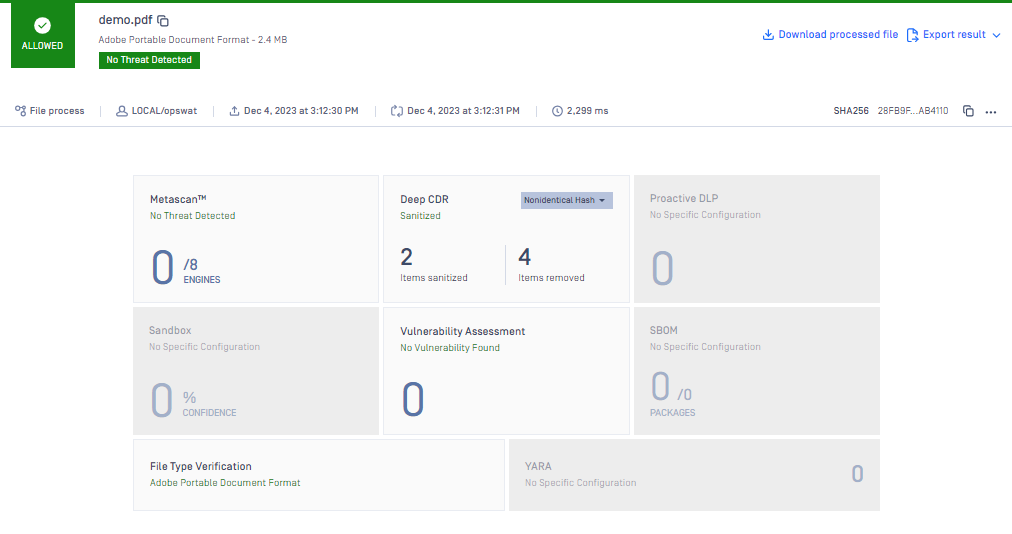 ALLOWED
demo.pdf
Adobe Portable Document Format - 2.4 MB
No Threat Detected
Download processed file
Export result
File process
LOCAL/opswat
Dec 4, 2023 at 3:12:30 PM
Dec 4, 2023 at 3:12:31 PM
2,299 ms
SHA256 28FB9F...AB4110
Metascan™
No Threat Detected
0 /8
ENGINES
Deep CDR
Nonidentical Hash
Sanitized
2
Items sanitized
4
Items removed
Proactive DLP
No Specific Configuration
0
Sandbox
No Specific Configuration
0 %
CONFIDENCE
Vulnerability Assessment
No Vulnerability Found
0
SBOM
No Specific Configuration
0 /0
PACKAGES
File Type Verification
Adobe Portable Document Format
YARA
No Specific Configuration
0